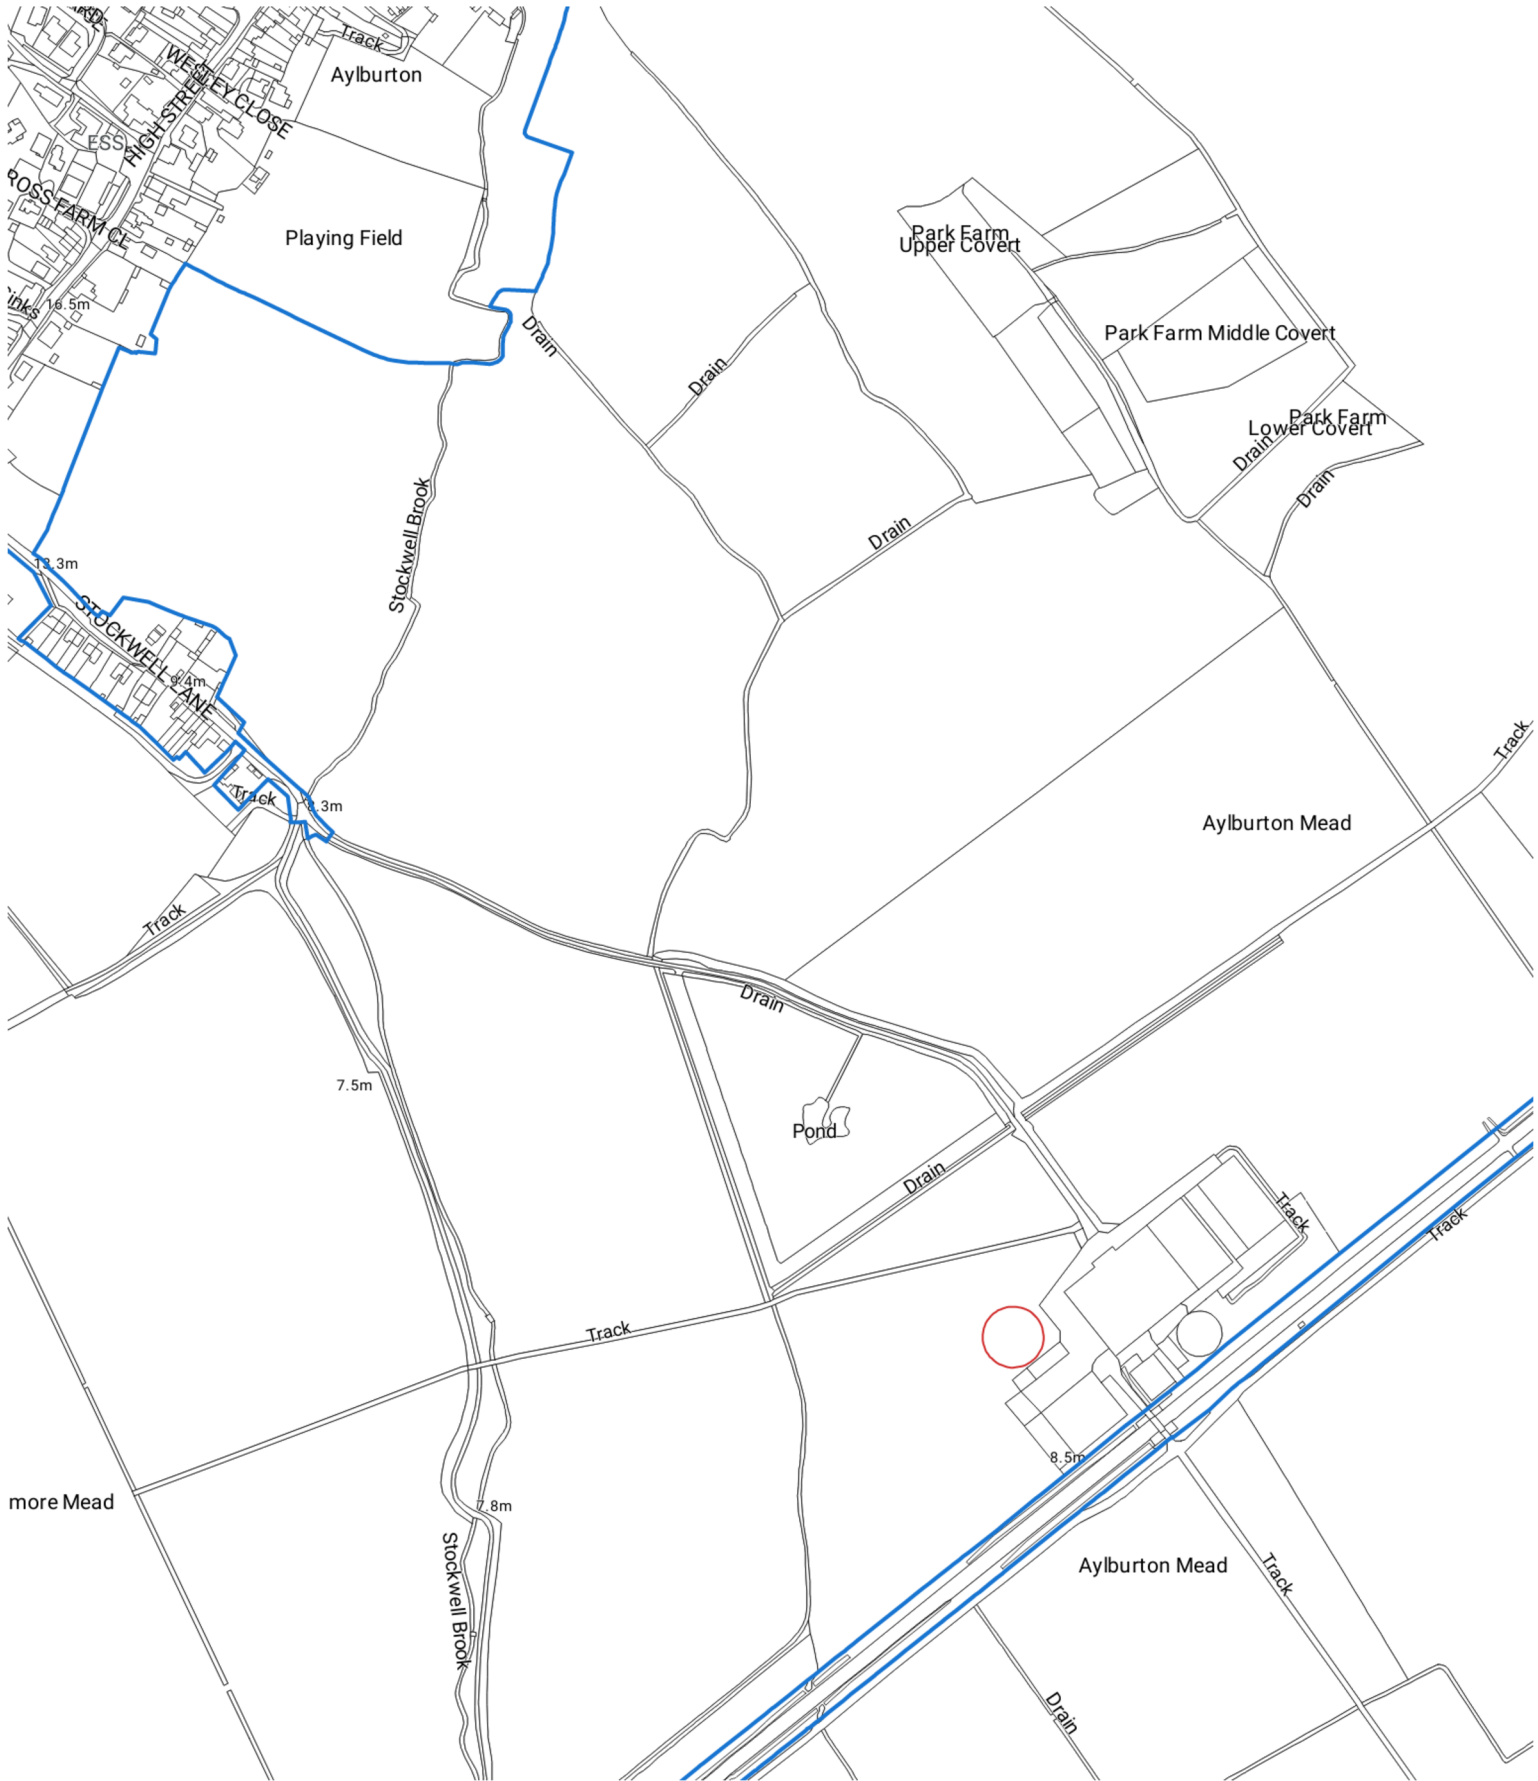 Track
Aylburton
WESLEY CLOSE
HIGH STREET
ESS
ROSS FARM CL
Playing Field
16.5m
Drain
Drain
Park Farm
Upper Covert
Park Farm Middle Covert
Park Farm
Lower Covert
Drain
Drain
Drain
Stockwell Brook
13.3m
STOCKWELL LANE
9.4m
Track
8.3m
Track
Aylburton Mead
Track
Drain
7.5m
Pond
Drain
Track
Track
Track
8.5m
more Mead
7.8m
Stockwell Brook
Aylburton Mead
Track
Drain